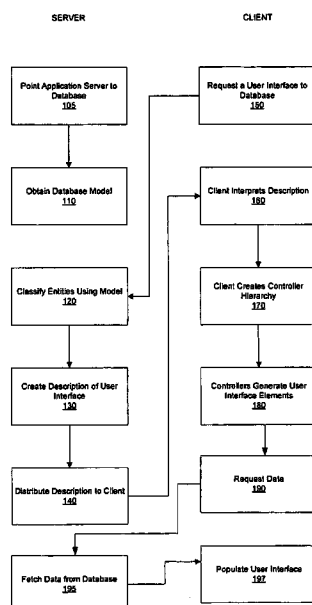 SERVER
CLIENT
Point Application Server to
Database
105
Request a User Interface to
Database
150
Obtain Database Model
110
Client Interprets Description
160
Classify Entities Using Model
120
Client Creates Controller
Hierarchy
170
Create Description of User
Interface
130
Controllers Generate User
Interface Elements
180
Distribute Description to Client
140
Request Data
190
Fetch Data from Database
195
Populate User Interface
197